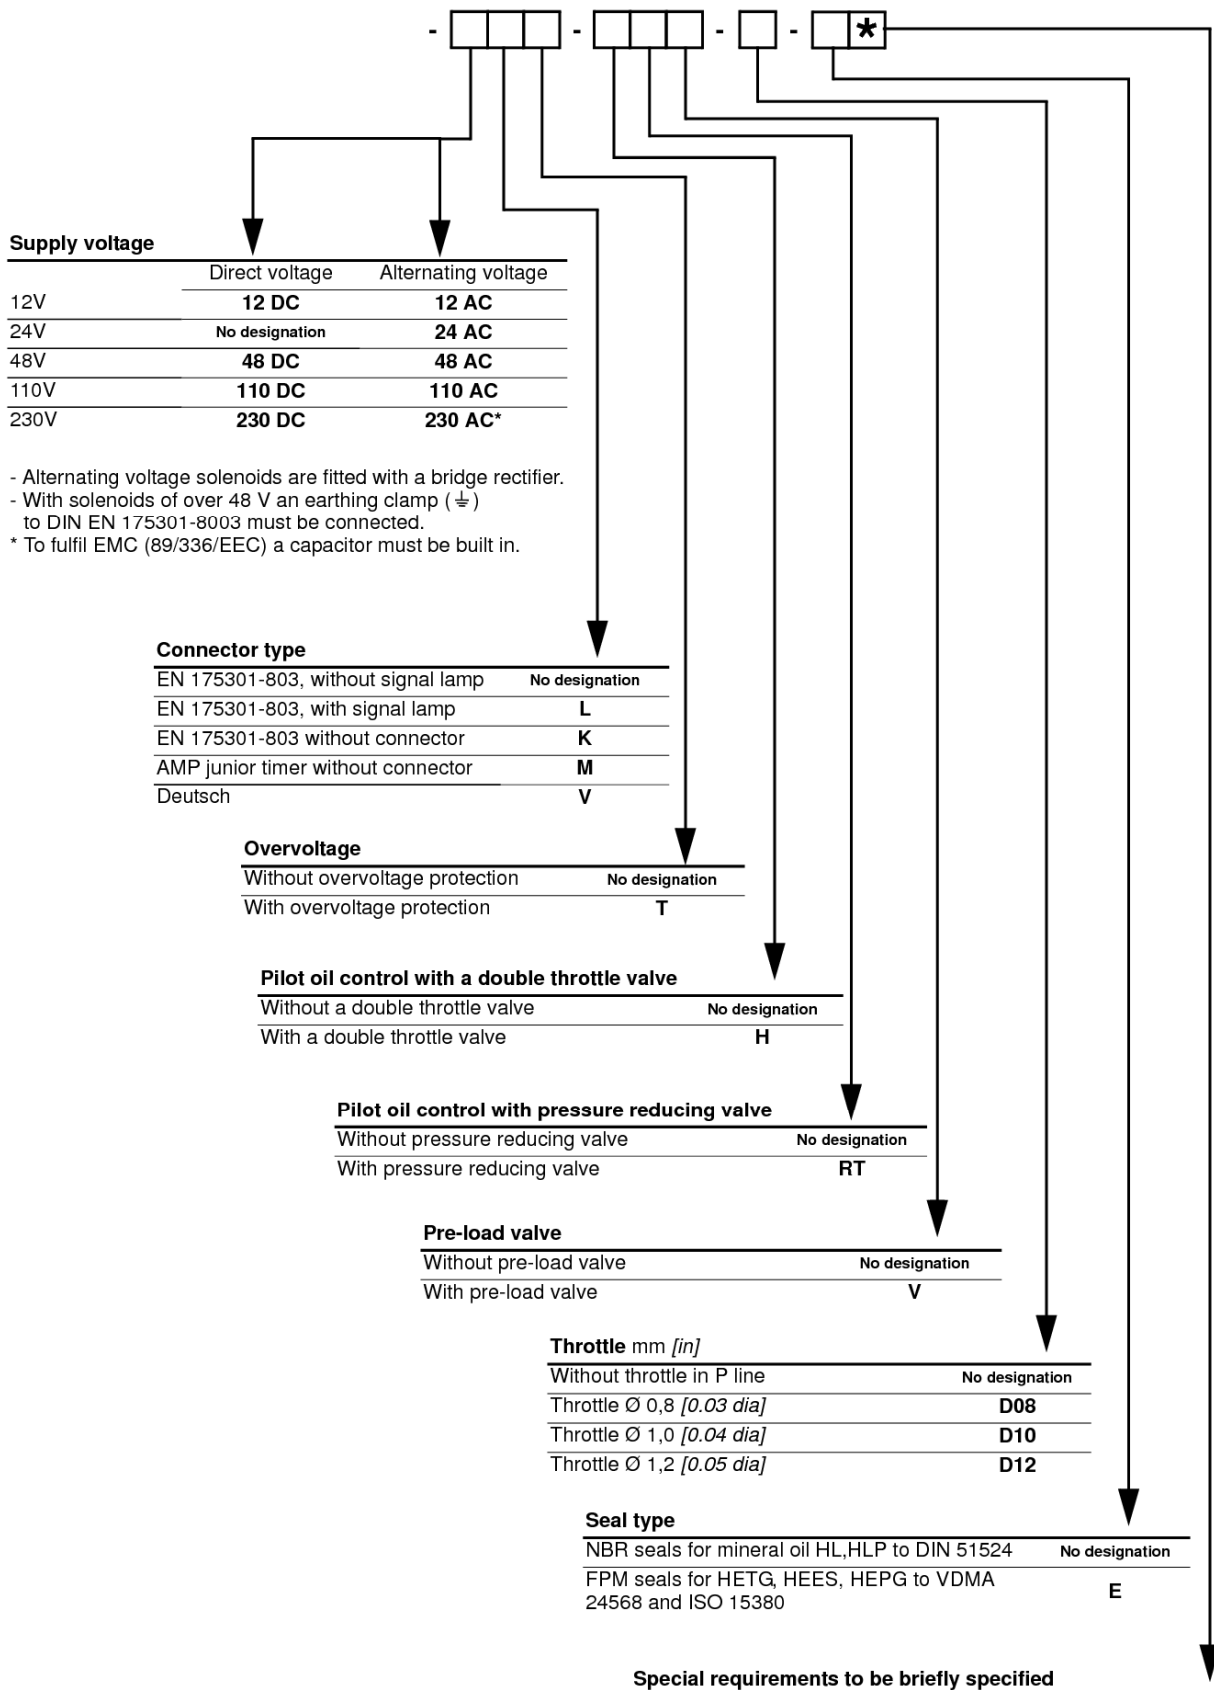 - - - - *
Supply voltage
Direct voltage Alternating voltage
12V 12 DC 12 AC
24V No designation 24 AC
48V 48 DC 48 AC
110V 110 DC 110 AC
230V 230 DC 230 AC*
- Alternating voltage solenoids are fitted with a bridge rectifier.
- With solenoids of over 48 V an earthing clamp (⏚)
to DIN EN 175301-8003 must be connected.
* To fulfil EMC (89/336/EEC) a capacitor must be built in.
Connector type
EN 175301-803, without signal lamp No designation
EN 175301-803, with signal lamp L
EN 175301-803 without connector K
AMP junior timer without connector M
Deutsch V
Overvoltage
Without overvoltage protection No designation
With overvoltage protection T
Pilot oil control with a double throttle valve
Without a double throttle valve No designation
With a double throttle valve H
Pilot oil control with pressure reducing valve
Without pressure reducing valve No designation
With pressure reducing valve RT
Pre-load valve
Without pre-load valve No designation
With pre-load valve V
Throttle mm [in]
Without throttle in P line No designation
Throttle Ø 0,8 [0.03 dia] D08
Throttle Ø 1,0 [0.04 dia] D10
Throttle Ø 1,2 [0.05 dia] D12
Seal type
NBR seals for mineral oil HL,HLP to DIN 51524 No designation
FPM seals for HETG, HEES, HEPG to VDMA
24568 and ISO 15380 E
Special requirements to be briefly specified